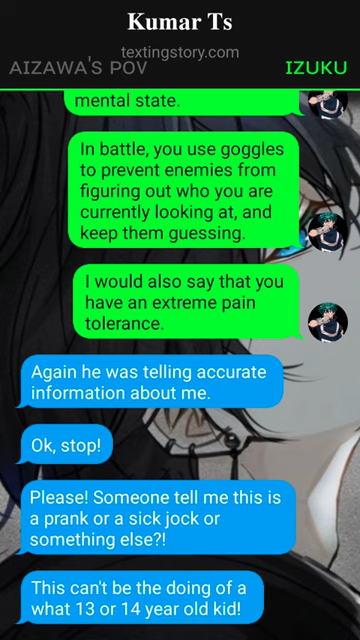 Kumar Ts
textingstory.com
AIZAWA'S POV
IZUKU
mental state.
In battle, you use goggles
to prevent enemies from
figuring out who you are
currently looking at, and
keep them guessing.
I would also say that you
have an extreme pain
tolerance.
Again he was telling accurate
information about me.
Ok, stop!
Please! Someone tell me this is
a prank or a sick jock or
something else?!
This can't be the doing of a
what 13 or 14 year old kid!